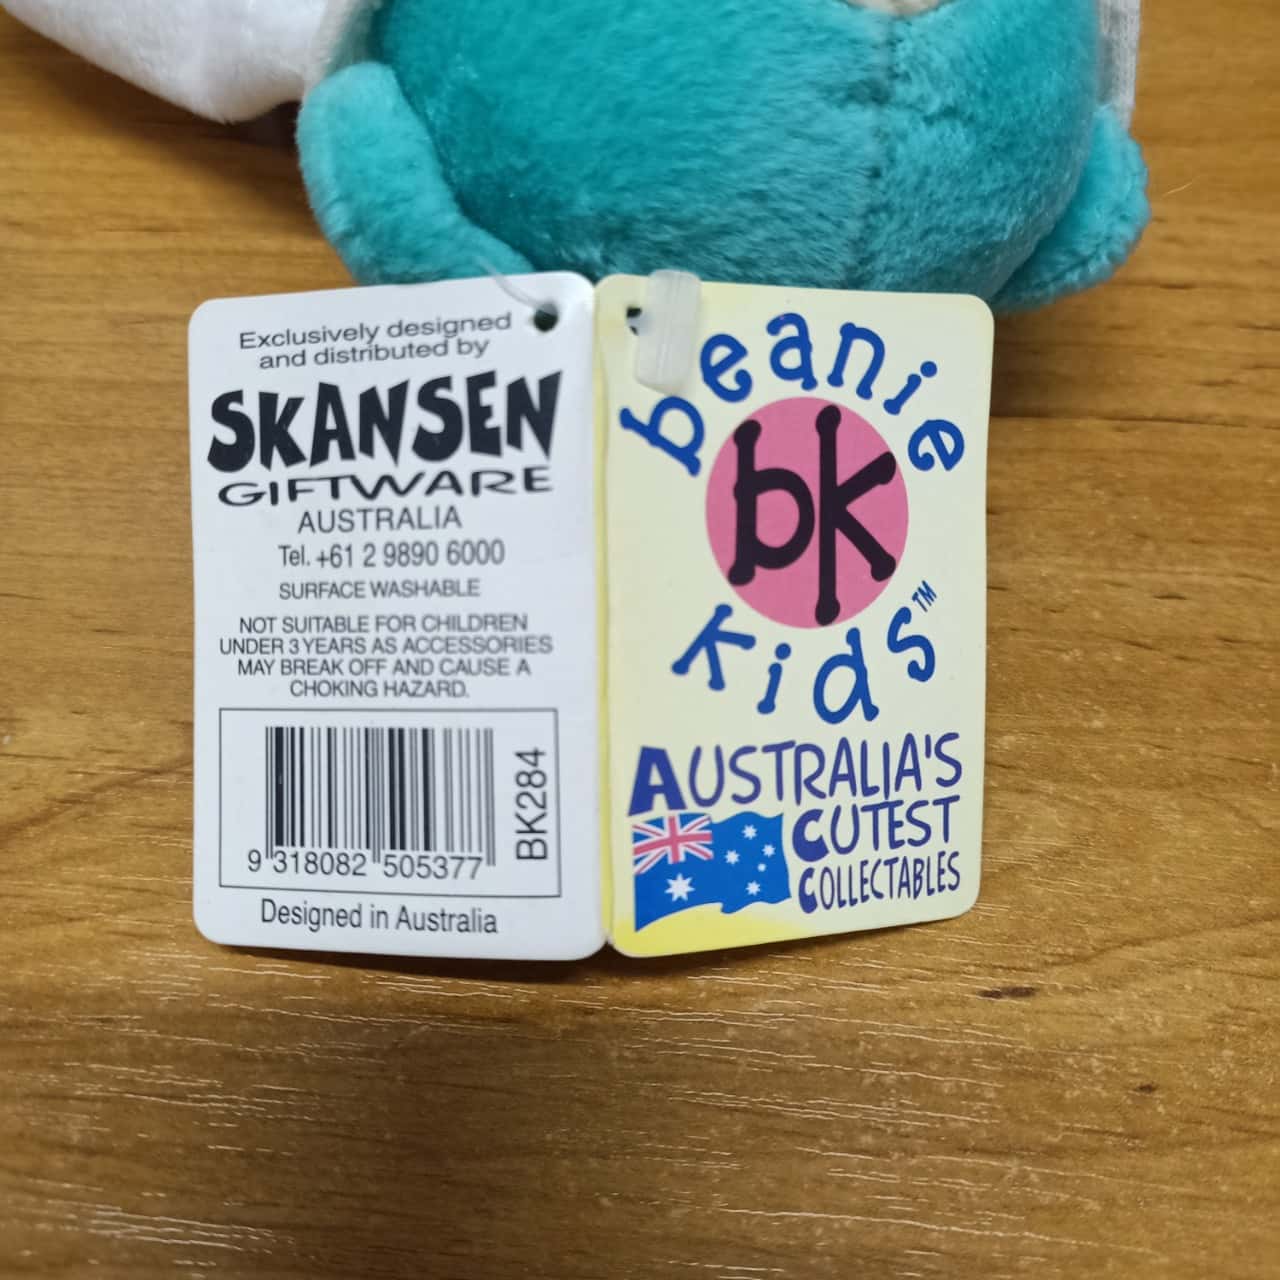 Exclusively designed
and distributed by
SKANSEN
GIFTWARE
AUSTRALIA
Tel. +61 2 9890 6000
SURFACE WASHABLE
NOT SUITABLE FOR CHILDREN
UNDER 3 YEARS AS ACCESSORIES
MAY BREAK OFF AND CAUSE A
CHOKING HAZARD.
BK284
9 318082 505377
Designed in Australia
beanie
bk
kids™
AUSTRALIA'S
CUTEST
COLLECTABLES